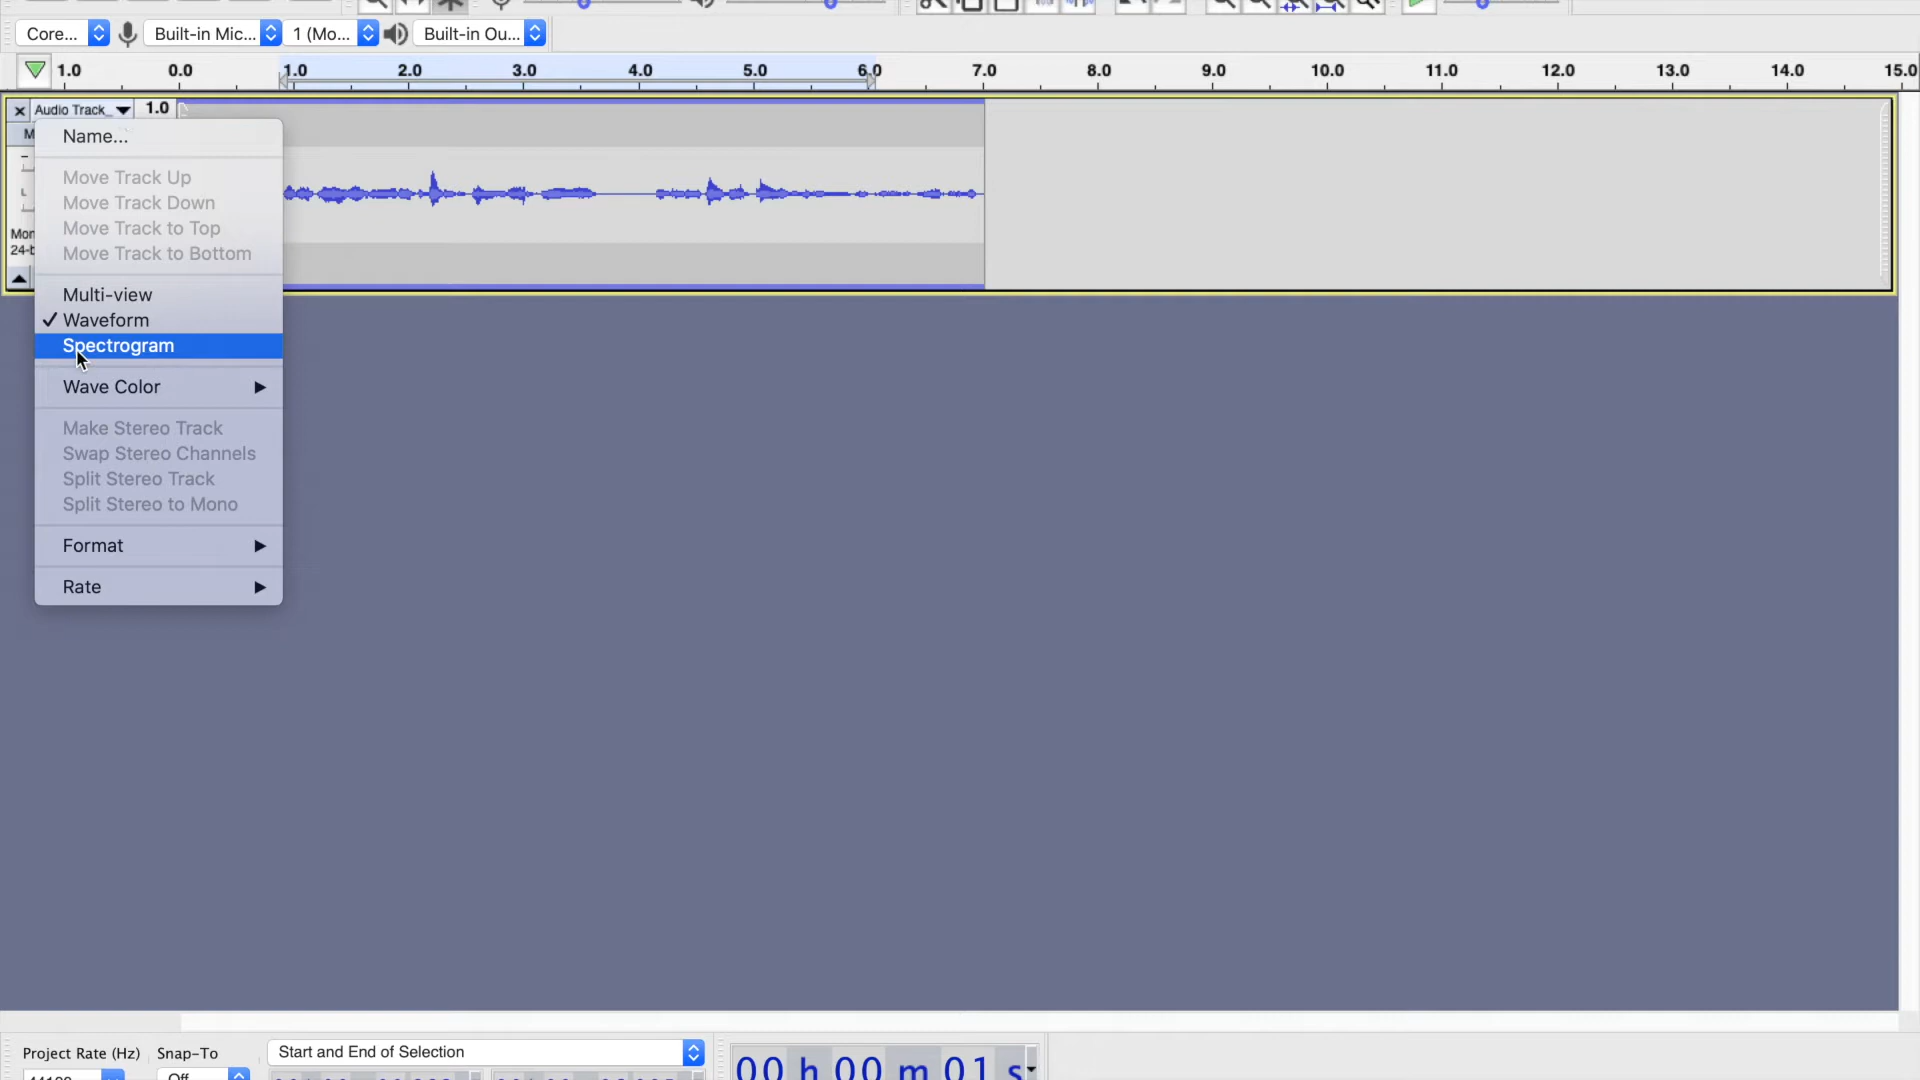 Core... Built-in Mic... 1 (Mo... Built-in Ou...
1.0 0.0 1.0 2.0 3.0 4.0 5.0 6.0 7.0 8.0 9.0 10.0 11.0 12.0 13.0 14.0 15.0
Audio Track_ 1.0
M
Name...
Move Track Up
Move Track Down
Move Track to Top
Mon
Move Track to Bottom
24-b
Multi-view
✓ Waveform
Spectrogram
Wave Color
Make Stereo Track
Swap Stereo Channels
Split Stereo Track
Split Stereo to Mono
Format
Rate
Project Rate (Hz) Snap-To Start and End of Selection
00 h 00 m 01 s
44100 Off